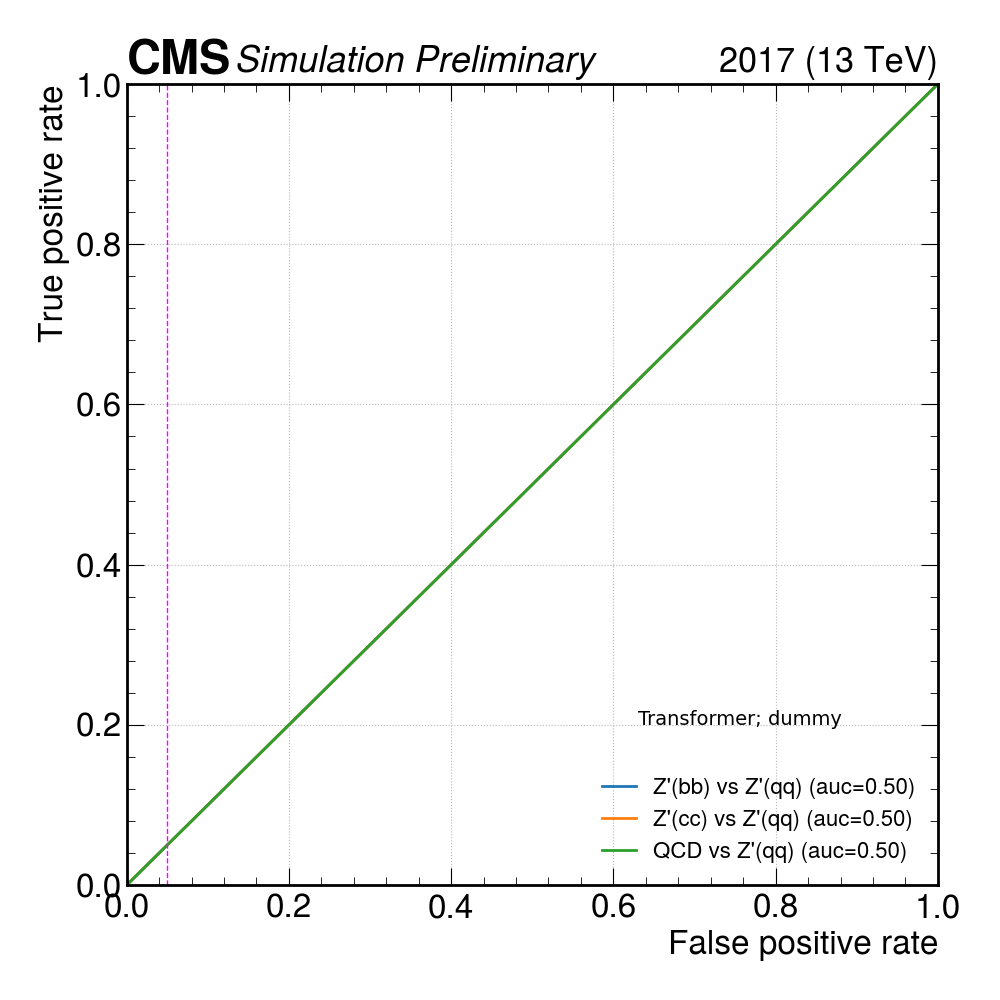 CMS Simulation Preliminary 2017 (13 TeV)
True positive rate
1.0
0.8
0.6
0.4
0.2
0.0
Transformer; dummy
Z'(bb) vs Z'(qq) (auc=0.50)
Z'(cc) vs Z'(qq) (auc=0.50)
QCD vs Z'(qq) (auc=0.50)
0.0 0.2 0.4 0.6 0.8 1.0
False positive rate